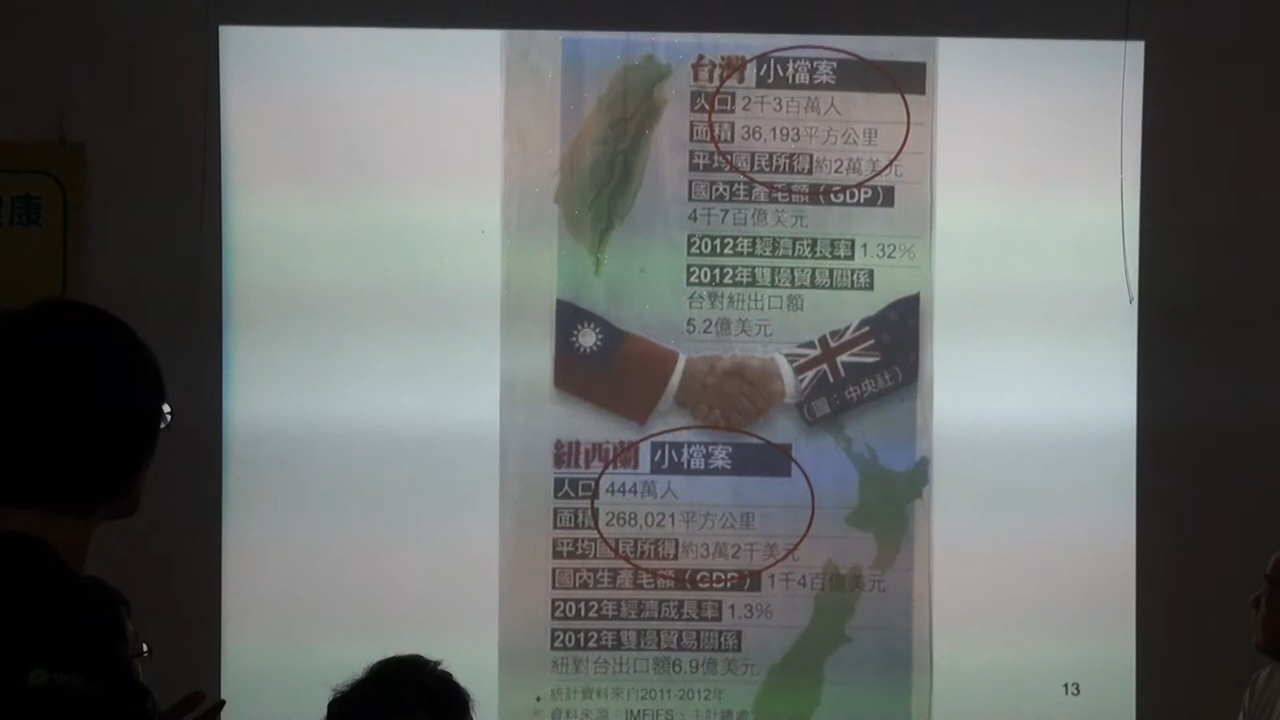 台灣 小檔案
人口 2千3百萬人
面積 36,193平方公里
平均國民所得 約2萬美元
國內生產毛額（GDP）
4千7百億美元
2012年經濟成長率 1.32%
2012年雙邊貿易關係
台對紐出口額
5.2億美元
（圖：中央社）
紐西蘭 小檔案
人口 444萬人
面積 268,021平方公里
平均國民所得 約3萬2千美元
國內生產毛額（GDP） 1千4百億美元
2012年經濟成長率 1.3%
2012年雙邊貿易關係
紐對台出口額6.9億美元
統計資料來自2011-2012年
資料來源：IMF
13
康